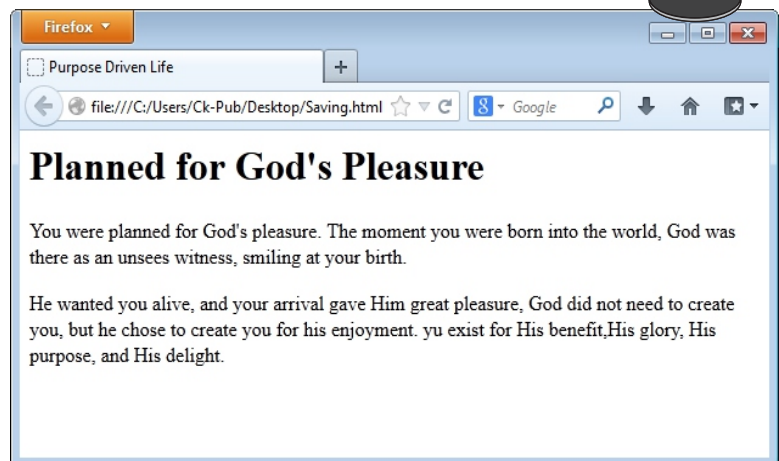 Firefox
Purpose Driven Life
file:///C:/Users/Ck-Pub/Desktop/Saving.html
8 Google
Planned for God's Pleasure
You were planned for God's pleasure. The moment you were born into the world, God was
there as an unsees witness, smiling at your birth.
He wanted you alive, and your arrival gave Him great pleasure, God did not need to create
you, but he chose to create you for his enjoyment. yu exist for His benefit,His glory, His
purpose, and His delight.